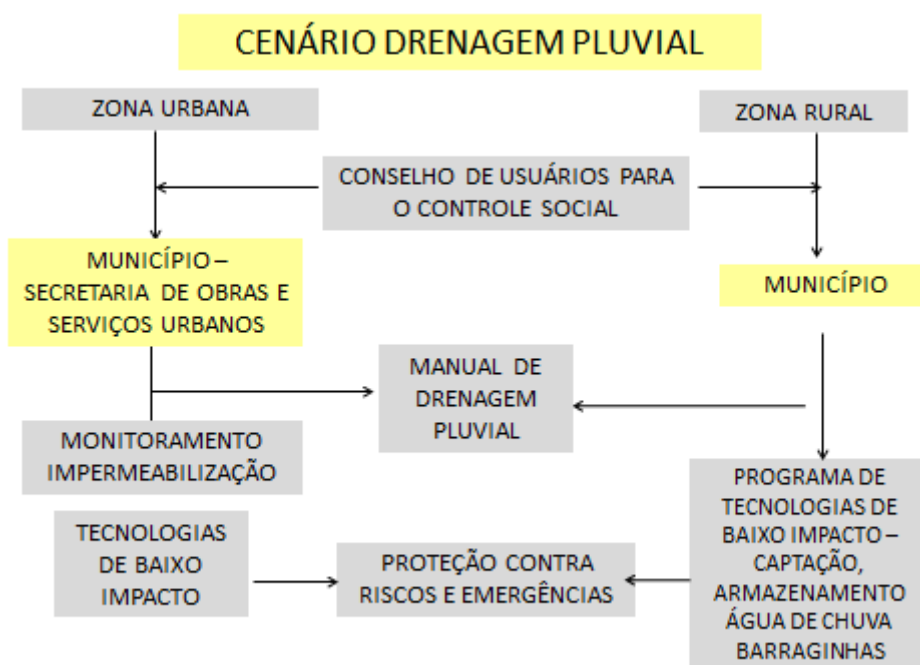 CENÁRIO DRENAGEM PLUVIAL
ZONA URBANA
ZONA RURAL
CONSELHO DE USUÁRIOS PARA
O CONTROLE SOCIAL
MUNICÍPIO –
SECRETARIA DE OBRAS E
SERVIÇOS URBANOS
MUNICÍPIO
MANUAL DE
DRENAGEM
PLUVIAL
MONITORAMENTO
IMPERMEABILIZAÇÃO
TECNOLOGIAS
DE BAIXO
IMPACTO
PROTEÇÃO CONTRA
RISCOS E EMERGÊNCIAS
PROGRAMA DE
TECNOLOGIAS DE
BAIXO IMPACTO –
CAPTAÇÃO,
ARMAZENAMENTO
ÁGUA DE CHUVA
BARRAGINHAS